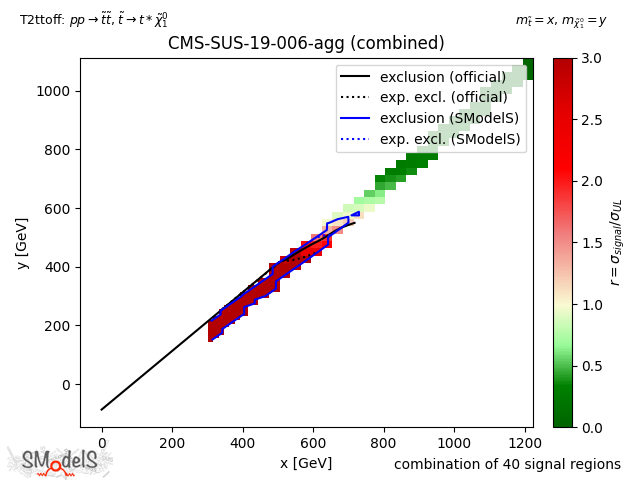 T2ttoff: pp → t̃t̃, t̃ → t * χ̃₁⁰
m_t̃ = x, m_χ̃₁⁰ = y
CMS-SUS-19-006-agg (combined)
exclusion (official)
exp. excl. (official)
exclusion (SModelS)
exp. excl. (SModelS)
y [GeV]
1000
800
600
400
200
0
0
200
400
600
800
1000
1200
x [GeV]
3.0
2.5
2.0
1.5
1.0
0.5
0.0
r = σ_signal/σ_UL
SModelS
combination of 40 signal regions